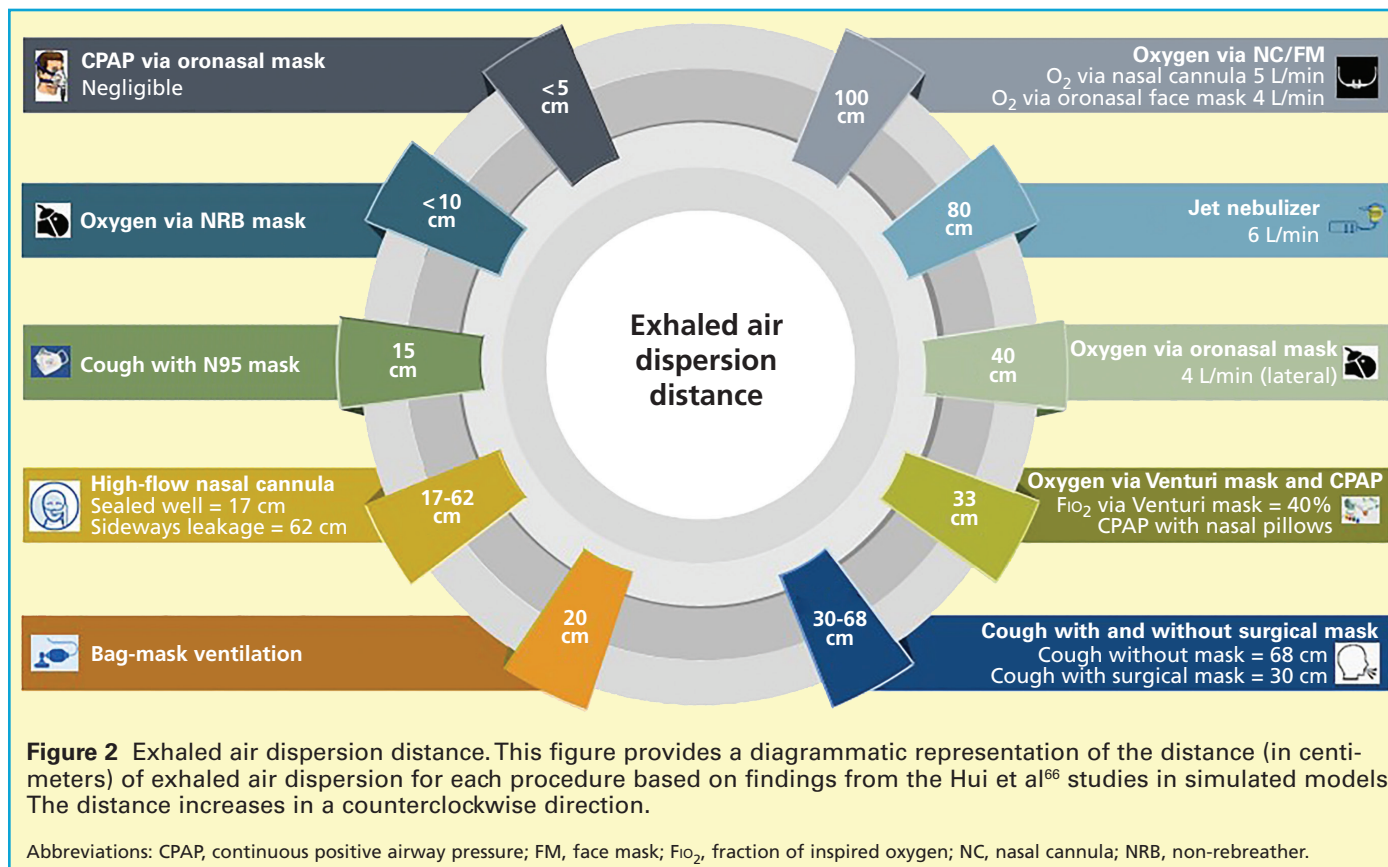 CPAP via oronasal mask
Negligible
<5
cm
Oxygen via NRB mask
<10
cm
Cough with N95 mask
15
cm
High-flow nasal cannula
Sealed well = 17 cm
Sideways leakage = 62 cm
17-62
cm
Bag-mask ventilation
20
cm
Exhaled air
dispersion
distance
100
cm
Oxygen via NC/FM
O₂ via nasal cannula 5 L/min
O₂ via oronasal face mask 4 L/min
80
cm
Jet nebulizer
6 L/min
40
cm
Oxygen via oronasal mask
4 L/min (lateral)
33
cm
Oxygen via Venturi mask and CPAP
FIO₂ via Venturi mask = 40%
CPAP with nasal pillows
30-68
cm
Cough with and without surgical mask
Cough without mask = 68 cm
Cough with surgical mask = 30 cm
Figure 2 Exhaled air dispersion distance. This figure provides a diagrammatic representation of the distance (in centi-
meters) of exhaled air dispersion for each procedure based on findings from the Hui et al⁶⁶ studies in simulated models
The distance increases in a counterclockwise direction.
Abbreviations: CPAP, continuous positive airway pressure; FM, face mask; FIO₂, fraction of inspired oxygen; NC, nasal cannula; NRB, non-rebreather.